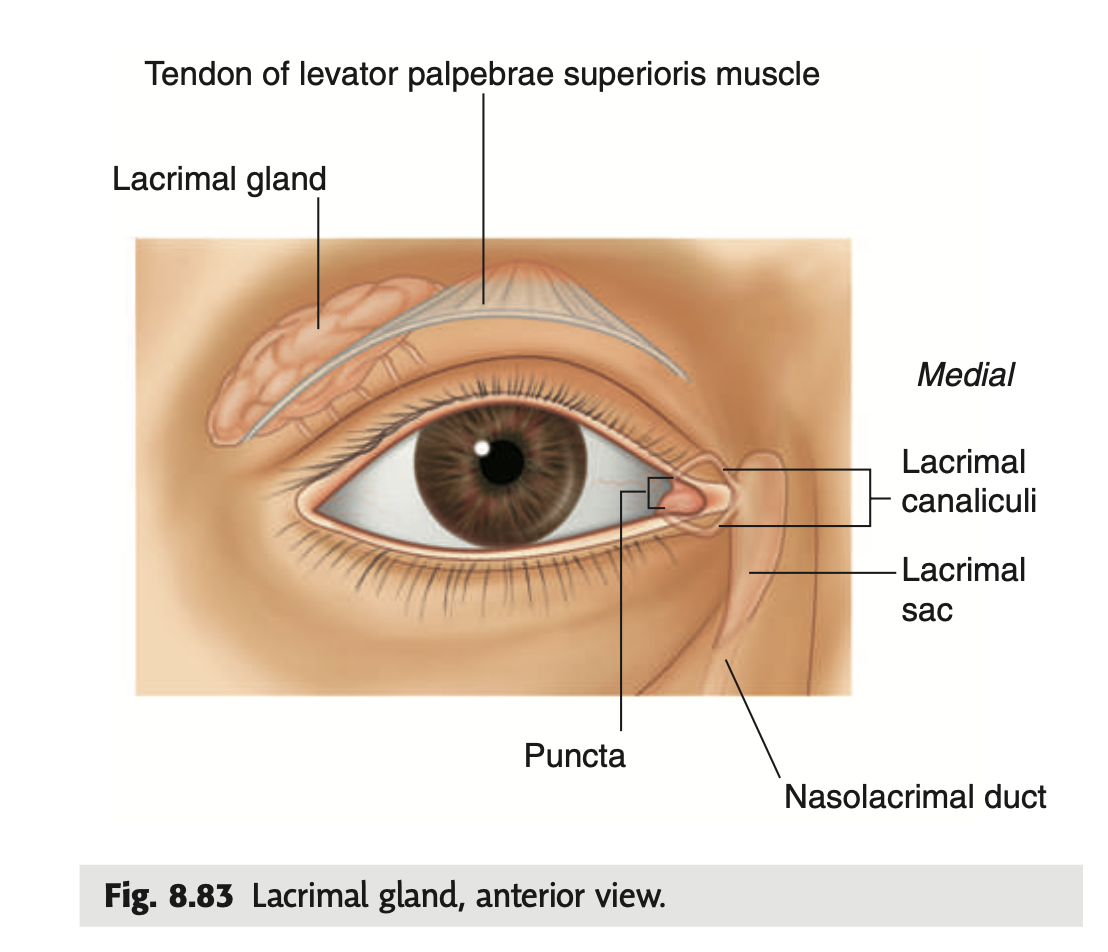 Tendon of levator palpebrae superioris muscle
Lacrimal gland
Medial
Lacrimal
canaliculi
Lacrimal
sac
Puncta
Nasolacrimal duct
Fig. 8.83 Lacrimal gland, anterior view.